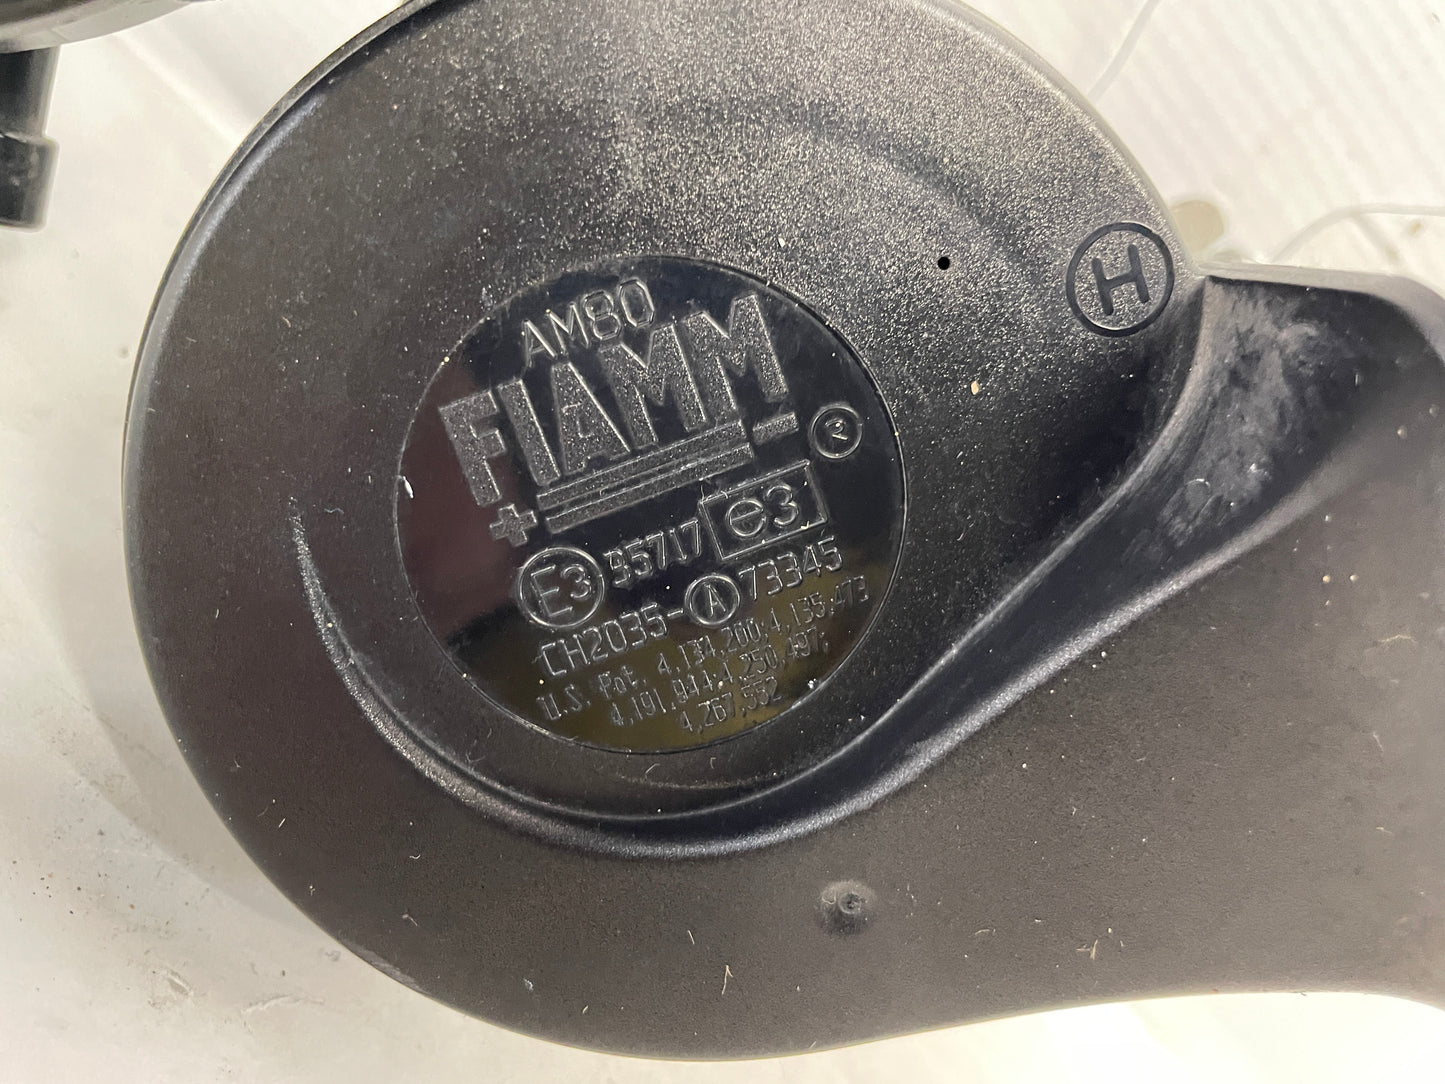 H
AM80
FIAMM
R
E3 95717 e3
CH2035-A 73345
U.S. Pat. 4,134,200;4,135,473
4,191,944;4,250,497;
4,267,552